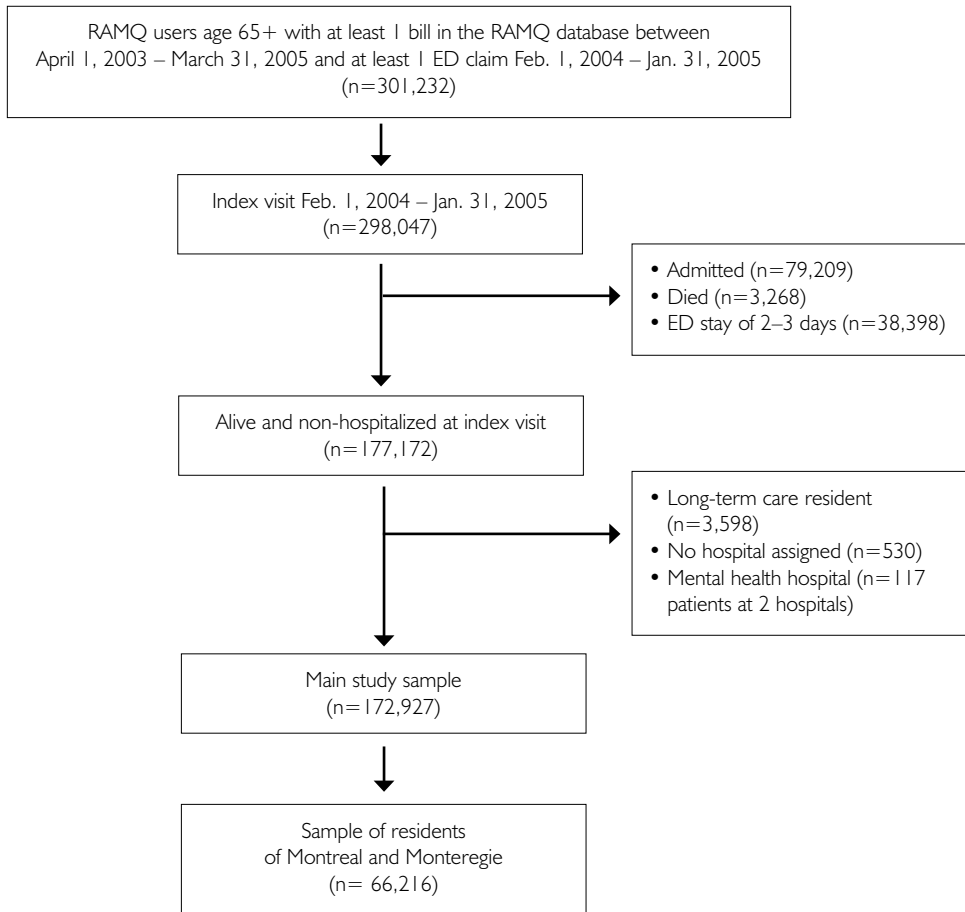 RAMQ users age 65+ with at least 1 bill in the RAMQ database between
April 1, 2003 – March 31, 2005 and at least 1 ED claim Feb. 1, 2004 – Jan. 31, 2005
(n=301,232)
Index visit Feb. 1, 2004 – Jan. 31, 2005
(n=298,047)
• Admitted (n=79,209)
• Died (n=3,268)
• ED stay of 2–3 days (n=38,398)
Alive and non-hospitalized at index visit
(n=177,172)
• Long-term care resident
(n=3,598)
• No hospital assigned (n=530)
• Mental health hospital (n=117
patients at 2 hospitals)
Main study sample
(n=172,927)
Sample of residents
of Montreal and Monteregie
(n= 66,216)